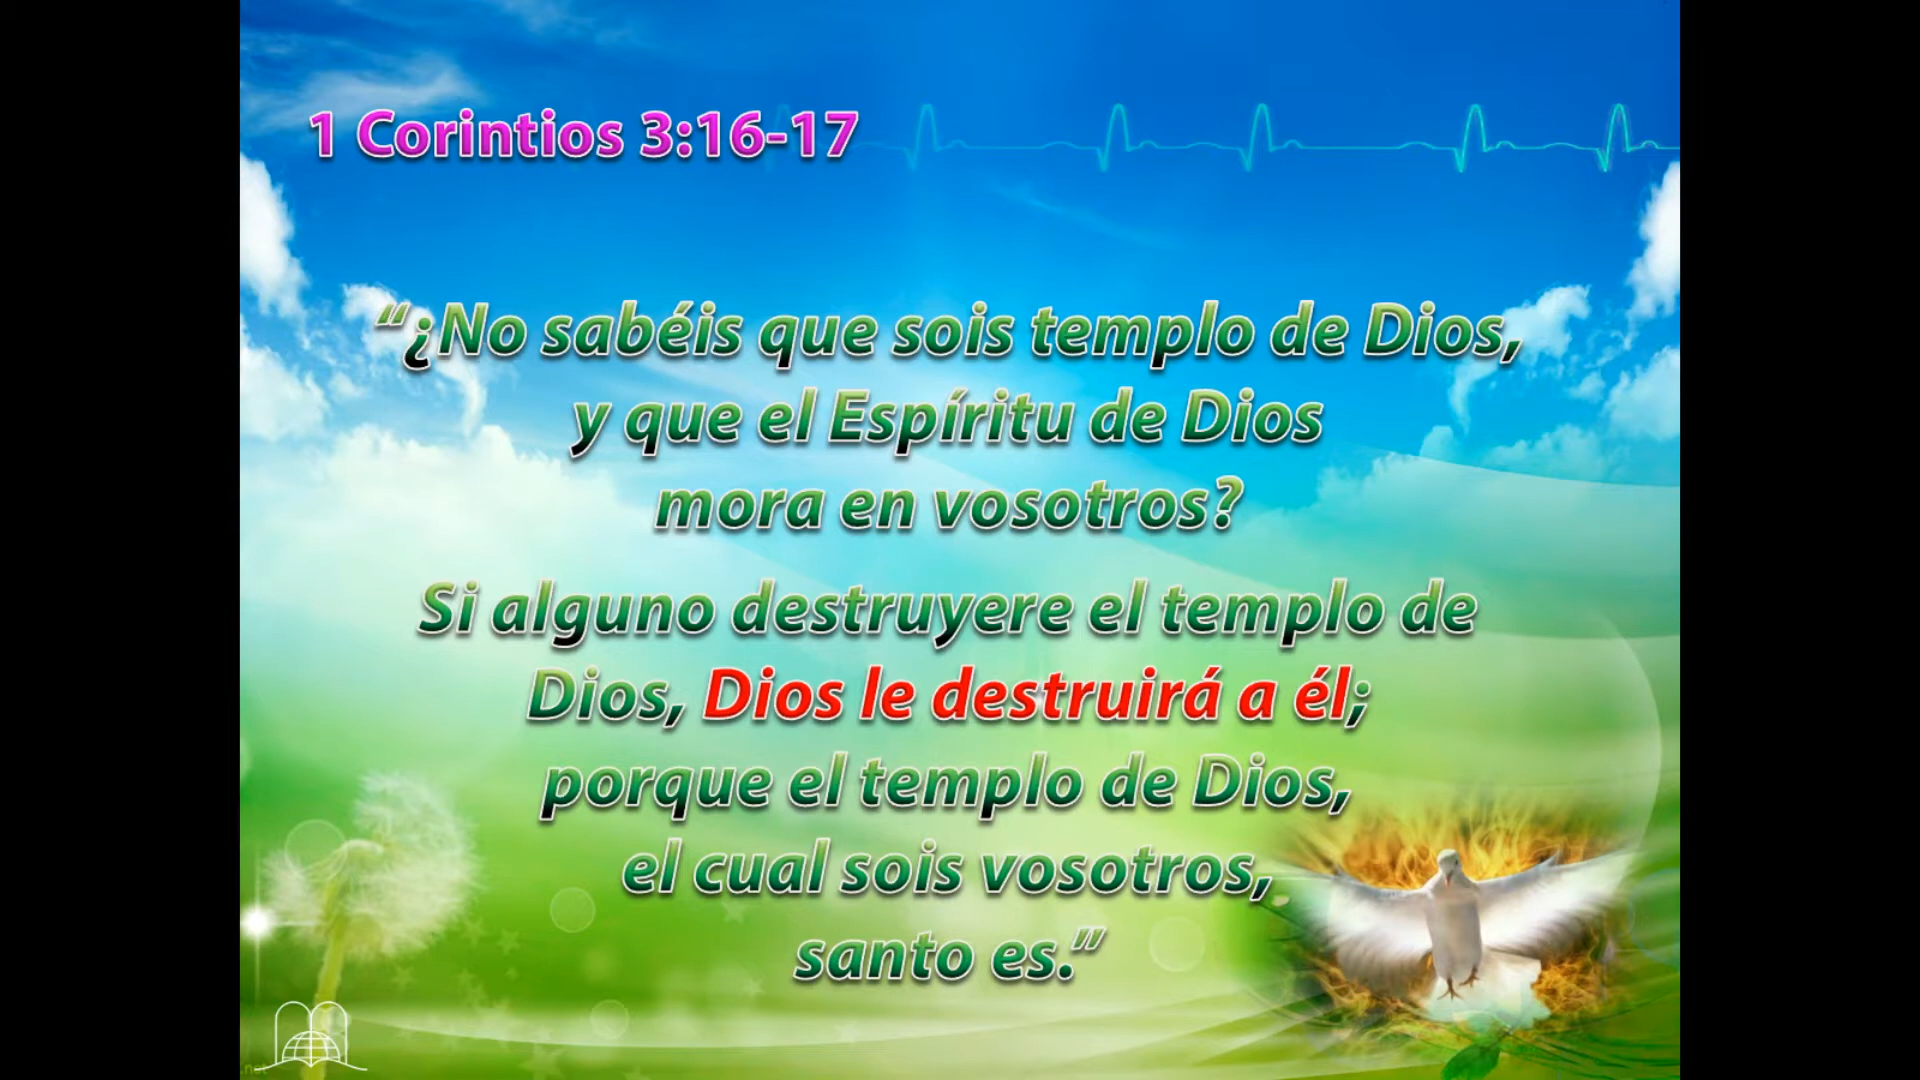 1 Corintios 3:16-17
“¿No sabéis que sois templo de Dios,
y que el Espíritu de Dios
mora en vosotros?
Si alguno destruyere el templo de
Dios, Dios le destruirá a él;
porque el templo de Dios,
el cual sois vosotros,
santo es.”